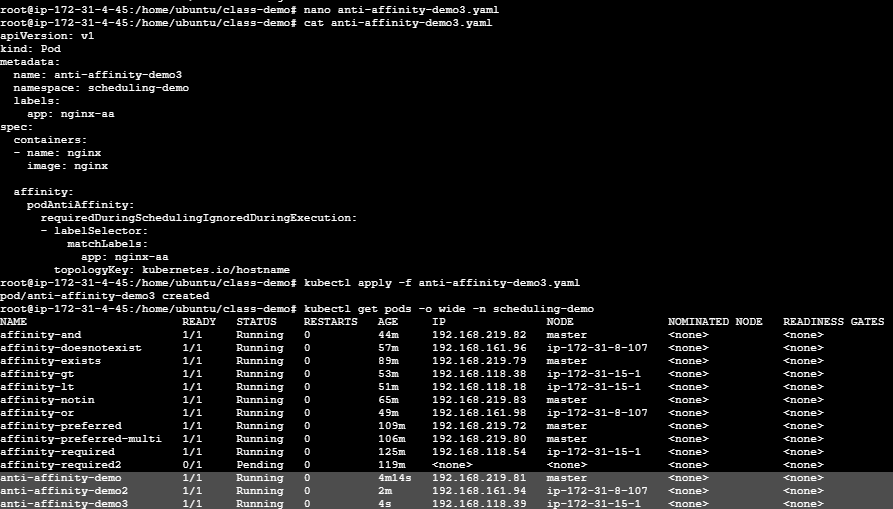 root@ip-172-31-4-45:/home/ubuntu/class-demo# nano anti-affinity-demo3.yaml
root@ip-172-31-4-45:/home/ubuntu/class-demo# cat anti-affinity-demo3.yaml
apiVersion: v1
kind: Pod
metadata:
  name: anti-affinity-demo3
  namespace: scheduling-demo
  labels:
    app: nginx-aa
spec:
  containers:
  - name: nginx
    image: nginx

  affinity:
    podAntiAffinity:
      requiredDuringSchedulingIgnoredDuringExecution:
      - labelSelector:
          matchLabels:
            app: nginx-aa
        topologyKey: kubernetes.io/hostname
root@ip-172-31-4-45:/home/ubuntu/class-demo# kubectl apply -f anti-affinity-demo3.yaml
pod/anti-affinity-demo3 created
root@ip-172-31-4-45:/home/ubuntu/class-demo# kubectl get pods -o wide -n scheduling-demo
NAME                       READY   STATUS    RESTARTS   AGE     IP               NODE              NOMINATED NODE   READINESS GATES
affinity-and               1/1     Running   0          44m     192.168.219.82   master            <none>           <none>
affinity-doesnotexist      1/1     Running   0          57m     192.168.161.96   ip-172-31-8-107   <none>           <none>
affinity-exists            1/1     Running   0          89m     192.168.219.79   master            <none>           <none>
affinity-gt                1/1     Running   0          53m     192.168.118.38   ip-172-31-15-1    <none>           <none>
affinity-lt                1/1     Running   0          51m     192.168.118.18   ip-172-31-15-1    <none>           <none>
affinity-notin             1/1     Running   0          65m     192.168.219.83   master            <none>           <none>
affinity-or                1/1     Running   0          49m     192.168.161.98   ip-172-31-8-107   <none>           <none>
affinity-preferred         1/1     Running   0          109m    192.168.219.72   master            <none>           <none>
affinity-preferred-multi   1/1     Running   0          106m    192.168.219.80   master            <none>           <none>
affinity-required          1/1     Running   0          125m    192.168.118.54   ip-172-31-15-1    <none>           <none>
affinity-required2         0/1     Pending   0          119m    <none>           <none>            <none>           <none>
anti-affinity-demo         1/1     Running   0          4m14s   192.168.219.81   master            <none>           <none>
anti-affinity-demo2        1/1     Running   0          2m      192.168.161.94   ip-172-31-8-107   <none>           <none>
anti-affinity-demo3        1/1     Running   0          4s      192.168.118.39   ip-172-31-15-1    <none>           <none>